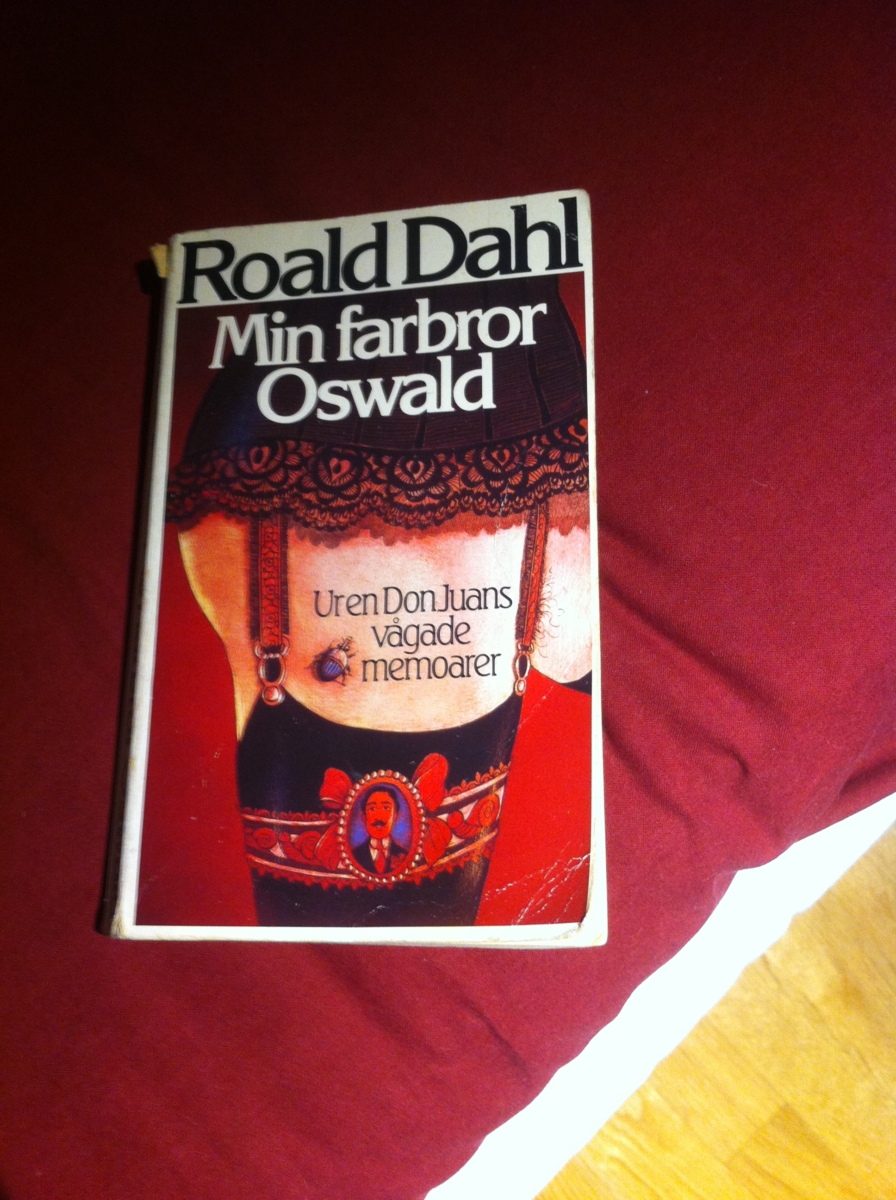 Roald Dahl
Min farbror
Oswald
Ur en Don Juans
vågade
memoarer